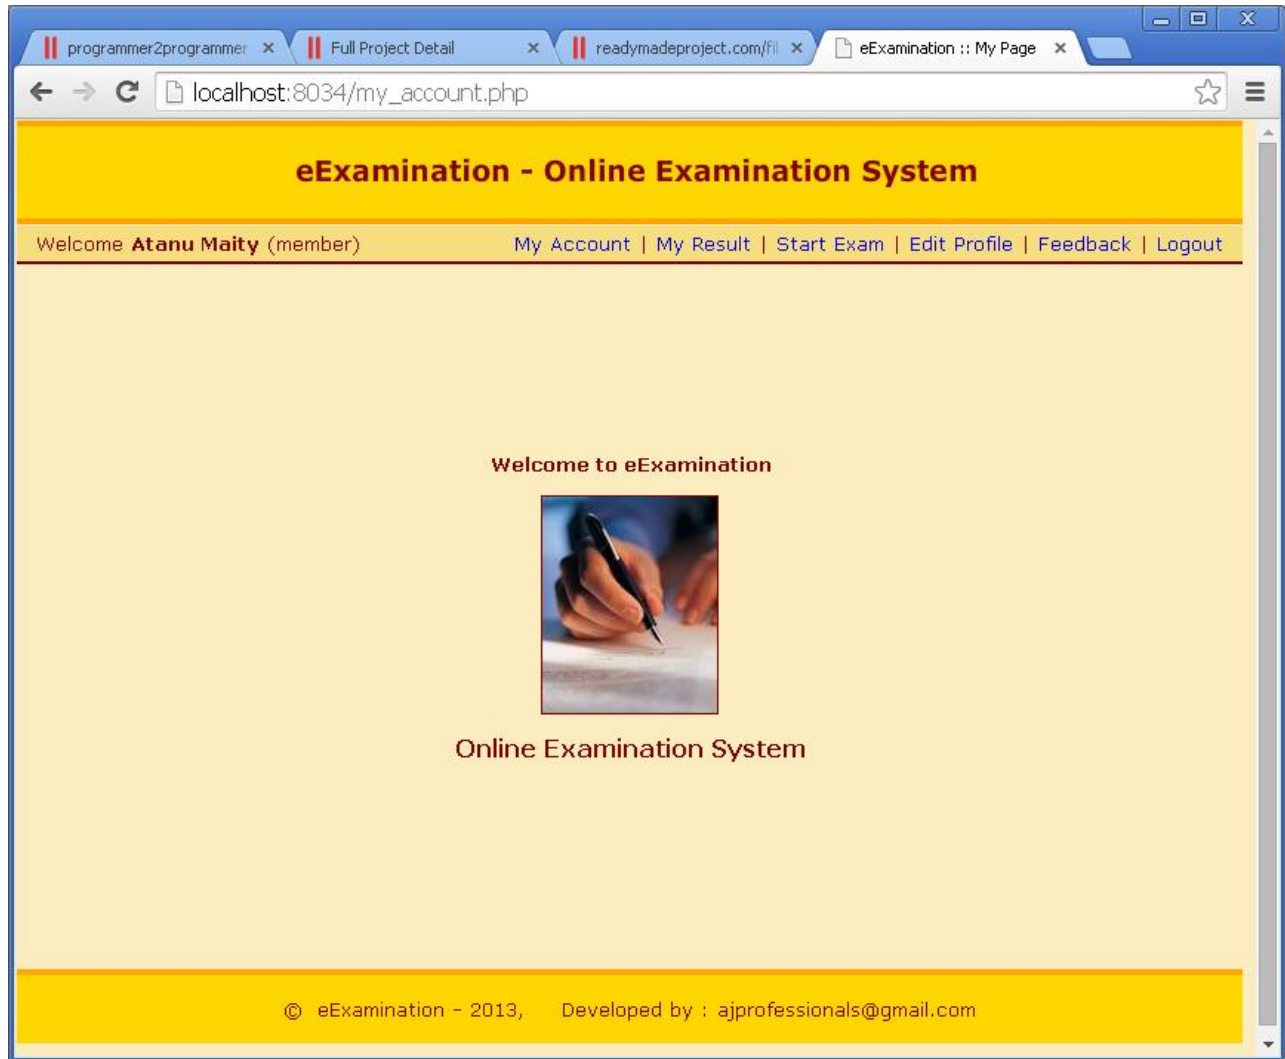 programmer2programmer
Full Project Detail
readymadeproject.com/fil
eExamination :: My Page
localhost:8034/my_account.php
eExamination - Online Examination System
Welcome Atanu Maity (member)
My Account | My Result | Start Exam | Edit Profile | Feedback | Logout
Welcome to eExamination
Online Examination System
© eExamination - 2013, Developed by : ajprofessionals@gmail.com